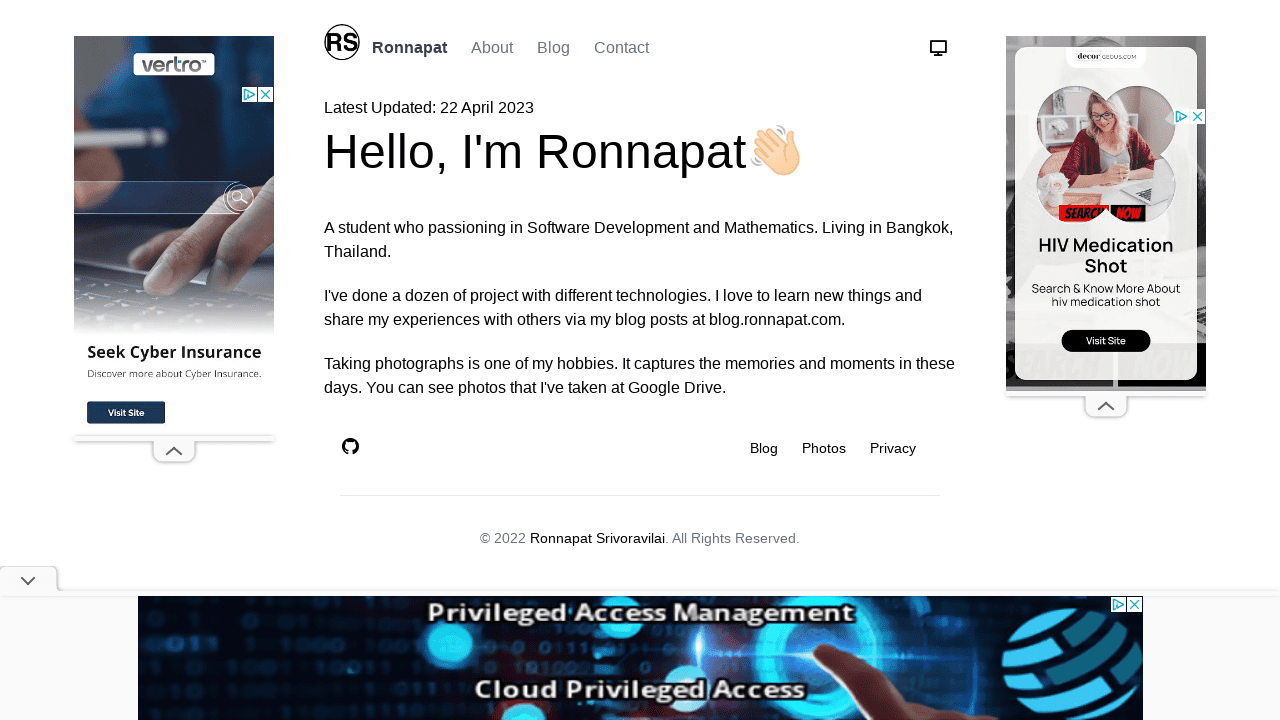 RS
Ronnapat
About
Blog
Contact
Latest Updated: 22 April 2023
Hello, I'm Ronnapat👋🏻
A student who passioning in Software Development and Mathematics. Living in Bangkok,
Thailand.
I've done a dozen of project with different technologies. I love to learn new things and
share my experiences with others via my blog posts at blog.ronnapat.com.
Taking photographs is one of my hobbies. It captures the memories and moments in these
days. You can see photos that I've taken at Google Drive.
Blog
Photos
Privacy
© 2022 Ronnapat Srivoravilai. All Rights Reserved.
vertro™
Seek Cyber Insurance
Discover more about Cyber Insurance.
Visit Site
decorgeous.com
SEARCH NOW
HIV Medication
Shot
Search & Know More About
hiv medication shot
Visit Site
Privileged Access Management
Cloud Privileged Access